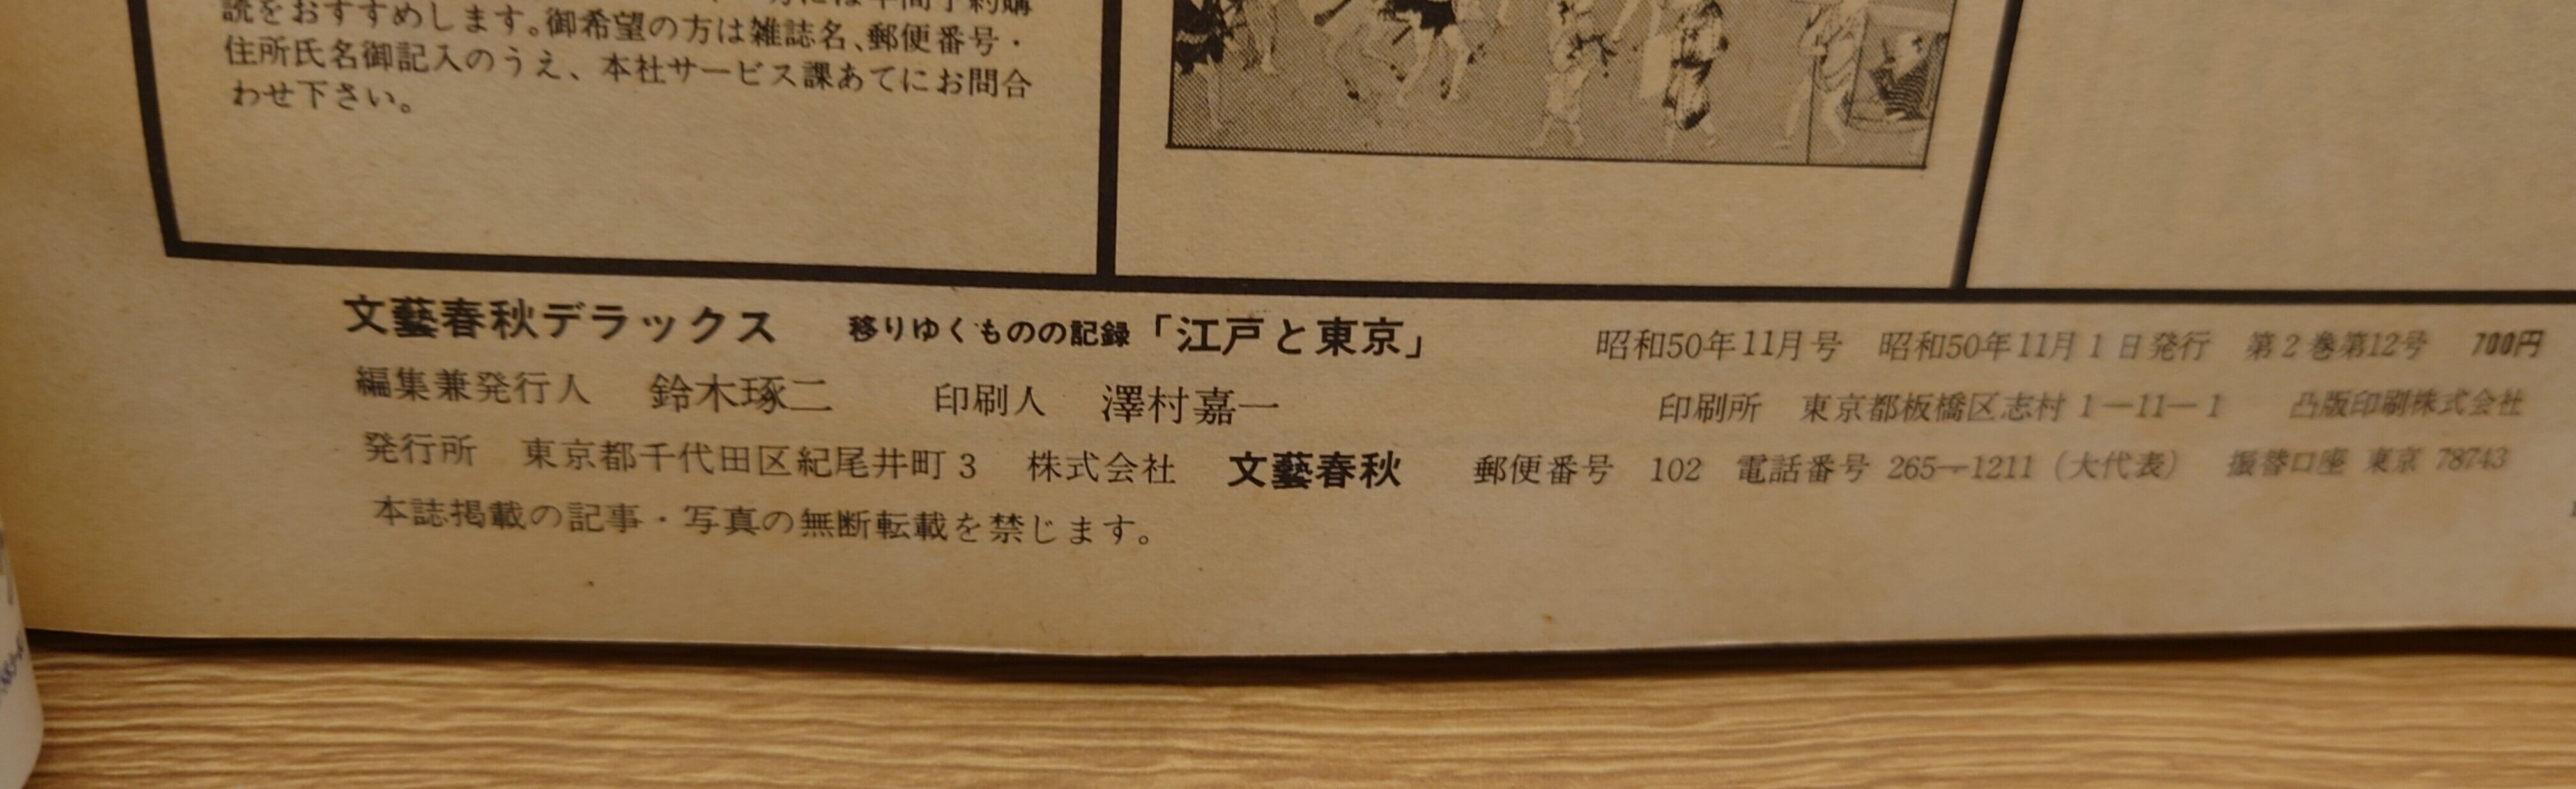 読をおすすめします。御希望の方は雑誌名、郵便番号・
住所氏名御記入のうえ、本社サービス課あてにお問合
わせ下さい。
文藝春秋デラックス 移りゆくものの記録「江戸と東京」 昭和50年11月号 昭和50年11月1日発行 第2巻第12号 700円
編集兼発行人 鈴木琢二 印刷人 澤村嘉一 印刷所 東京都板橋区志村1―11―1 凸版印刷株式会社
発行所 東京都千代田区紀尾井町3 株式会社 文藝春秋 郵便番号 102 電話番号 265―1211（大代表） 振替口座 東京 78743
本誌掲載の記事・写真の無断転載を禁じます。